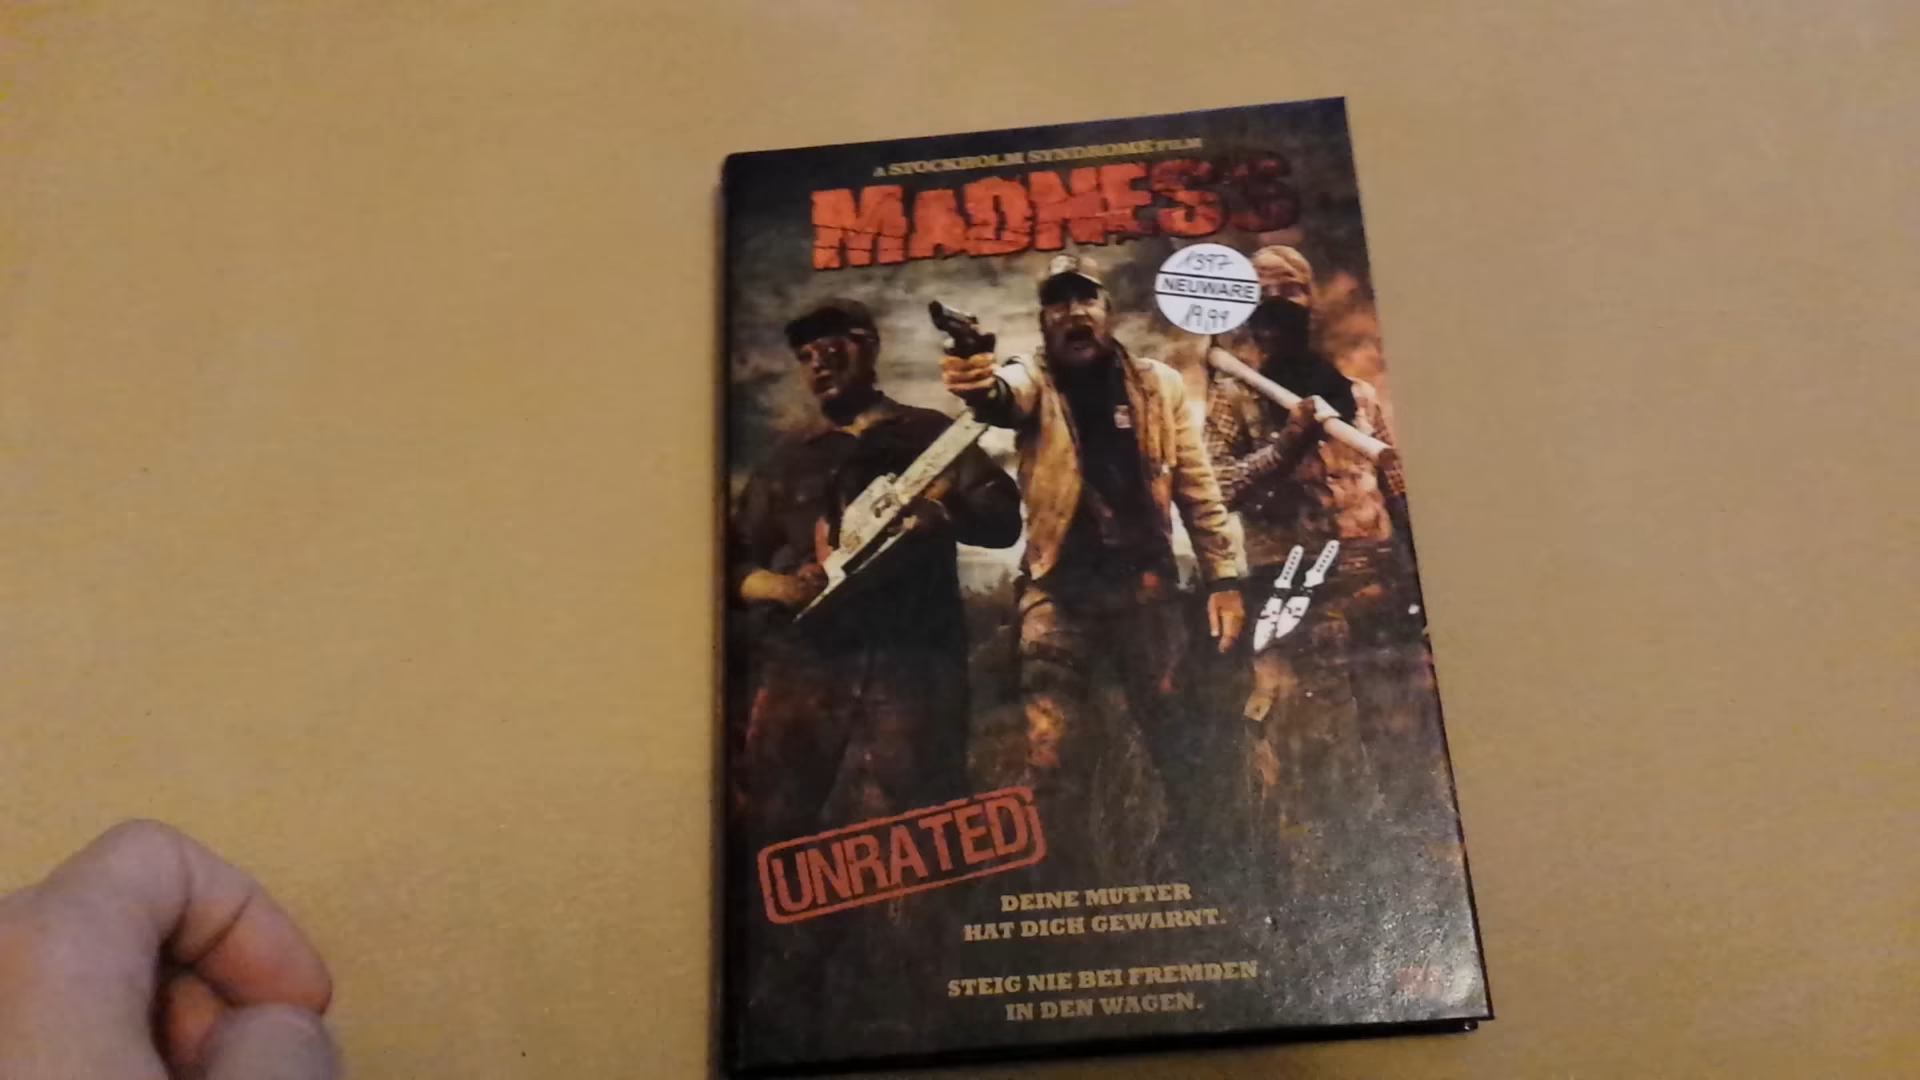 A STOCKHOLM SYNDROME FILM
MADNESS
1397
NEUWARE
19,99
UNRATED
DEINE MUTTER
HAT DICH GEWARNT.
STEIG NIE BEI FREMDEN
IN DEN WAGEN.